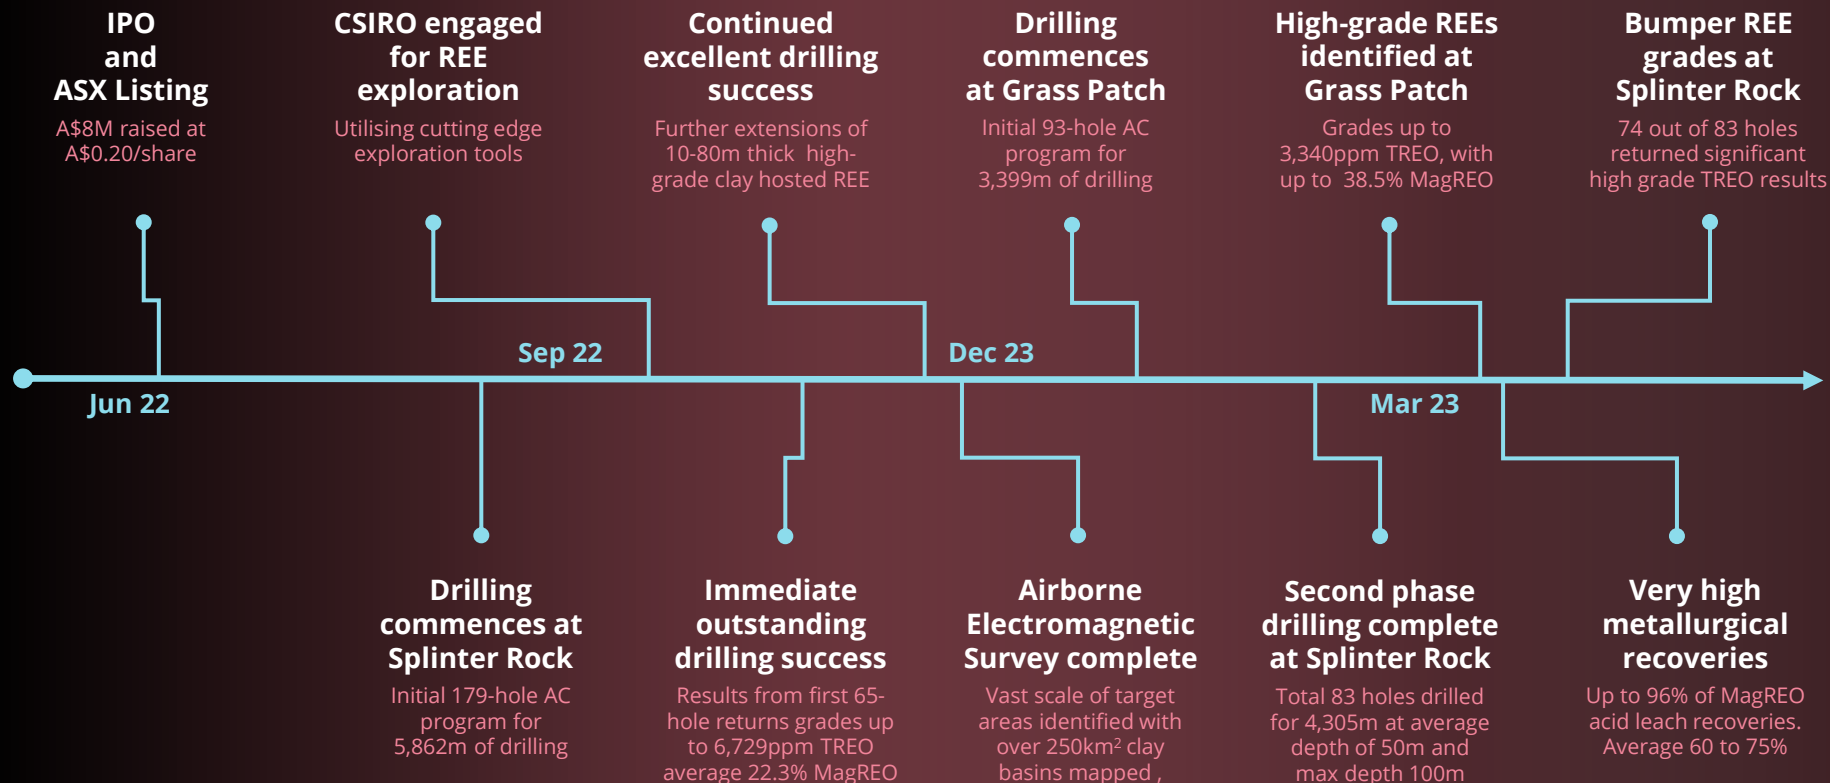 IPO
and
ASX Listing
A$8M raised at
A$0.20/share
CSIRO engaged
for REE
exploration
Utilising cutting edge
exploration tools
Continued
excellent drilling
success
Further extensions of
10-80m thick high-
grade clay hosted REE
Drilling
commences
at Grass Patch
Initial 93-hole AC
program for
3,399m of drilling
High-grade REEs
identified at
Grass Patch
Grades up to
3,340ppm TREO, with
up to 38.5% MagREO
Bumper REE
grades at
Splinter Rock
74 out of 83 holes
returned significant
high grade TREO results
Jun 22
Sep 22
Dec 23
Mar 23
Drilling
commences at
Splinter Rock
Initial 179-hole AC
program for
5,862m of drilling
Immediate
outstanding
drilling success
Results from first 65-
hole returns grades up
to 6,729ppm TREO
average 22.3% MagREO
Airborne
Electromagnetic
Survey complete
Vast scale of target
areas identified with
over 250km² clay
basins mapped ,
Second phase
drilling complete
at Splinter Rock
Total 83 holes drilled
for 4,305m at average
depth of 50m and
max depth 100m
Very high
metallurgical
recoveries
Up to 96% of MagREO
acid leach recoveries.
Average 60 to 75%